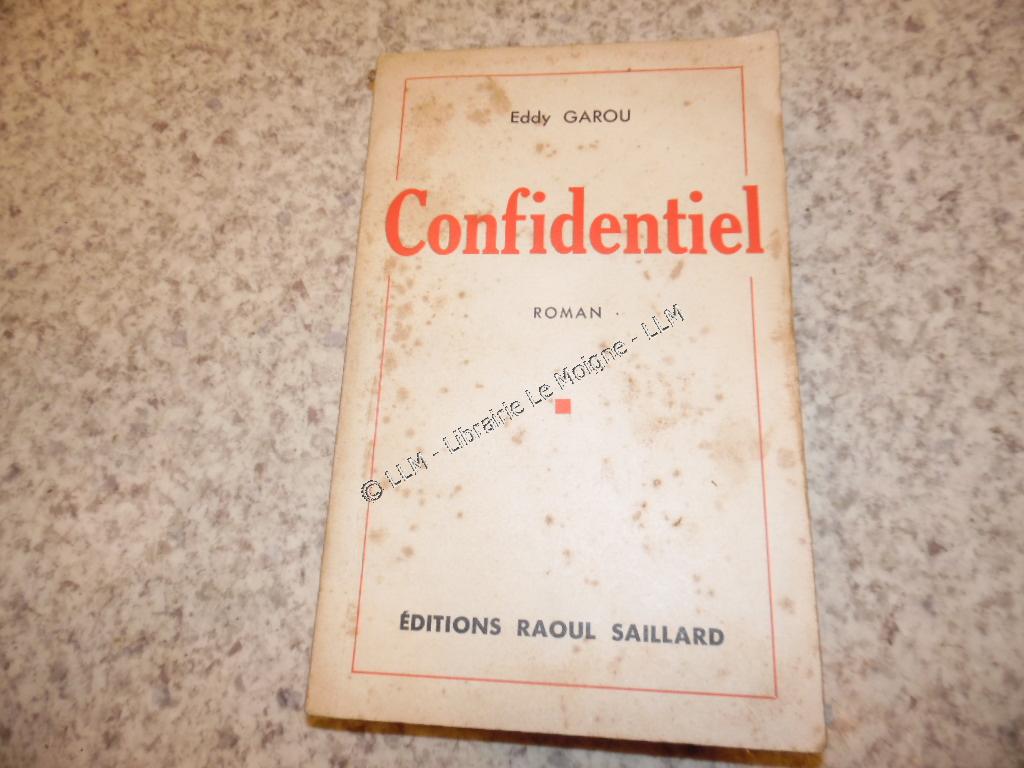 Eddy GAROU
Confidentiel
ROMAN
© LLM - Librairie Le Moigne - LLM
ÉDITIONS RAOUL SAILLARD